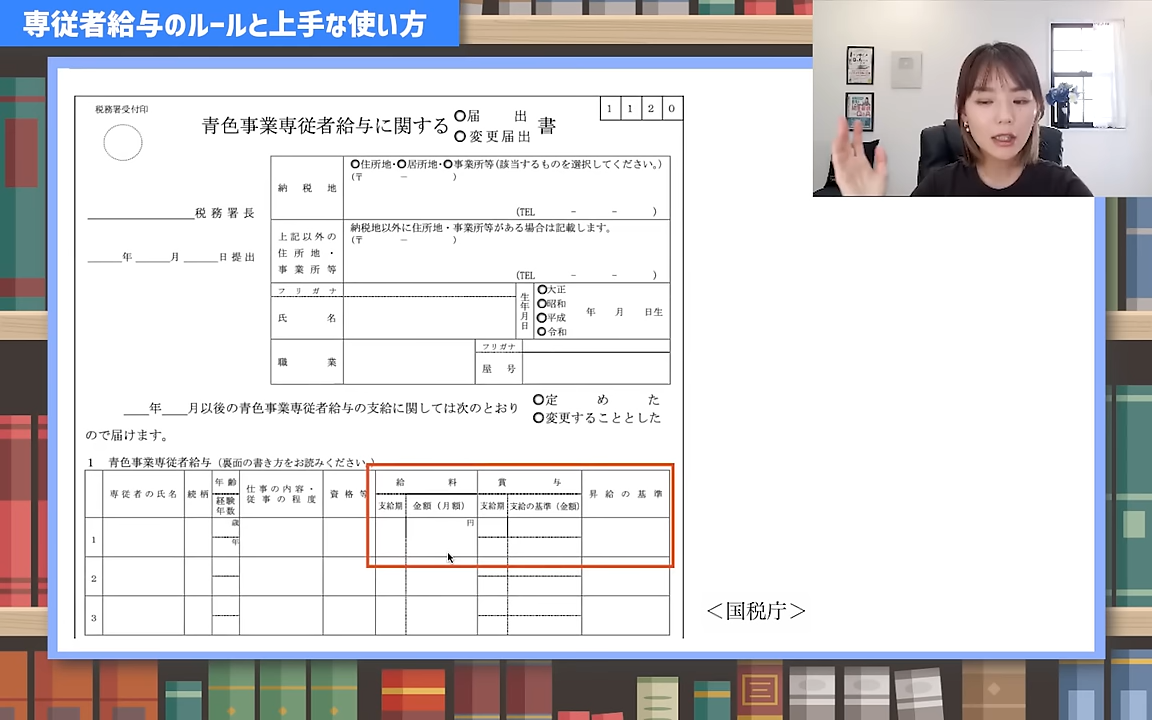 専従者給与のルールと上手な使い方
税務署受付印
1120
青色事業専従者給与に関する
届出
変更届出
書
税務署長
年 月 日提出
納税地
住所地・居所地・事業所等(該当するものを選択してください。)
(〒 － )
(TEL － － )
上記以外の住所地・事業所等
納税地以外に住所地・事業所等がある場合は記載します。
(〒 － )
(TEL － － )
フリガナ
氏名
生年月日
大正
昭和
平成
令和
年 月 日生
職業
フリガナ
屋号
年 月以後の青色事業専従者給与の支給に関しては次のとおり
定めた
変更することとした
ので届けます。
1 青色事業専従者給与(裏面の書き方をお読みください。)
専従者の氏名
続柄
年齢
経験年数
仕事の内容・従事の程度
資格等
給料
支給期
金額(月額)
賞与
支給期
支給の基準(金額)
昇給の基準
1
歳
年
円
2
3
＜国税庁＞